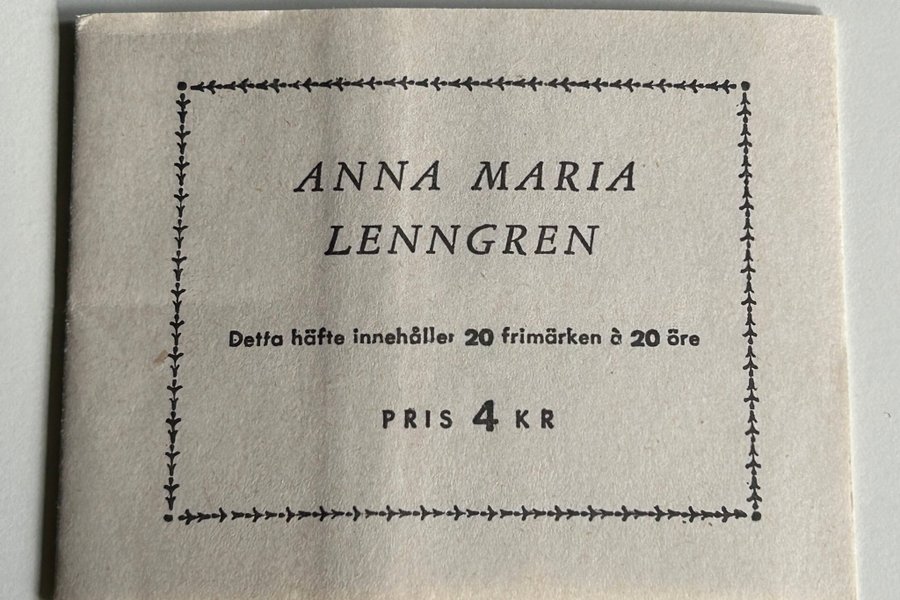 ANNA MARIA
LENNGREN
Detta häfte innehåller 20 frimärken à 20 öre
PRIS 4 KR